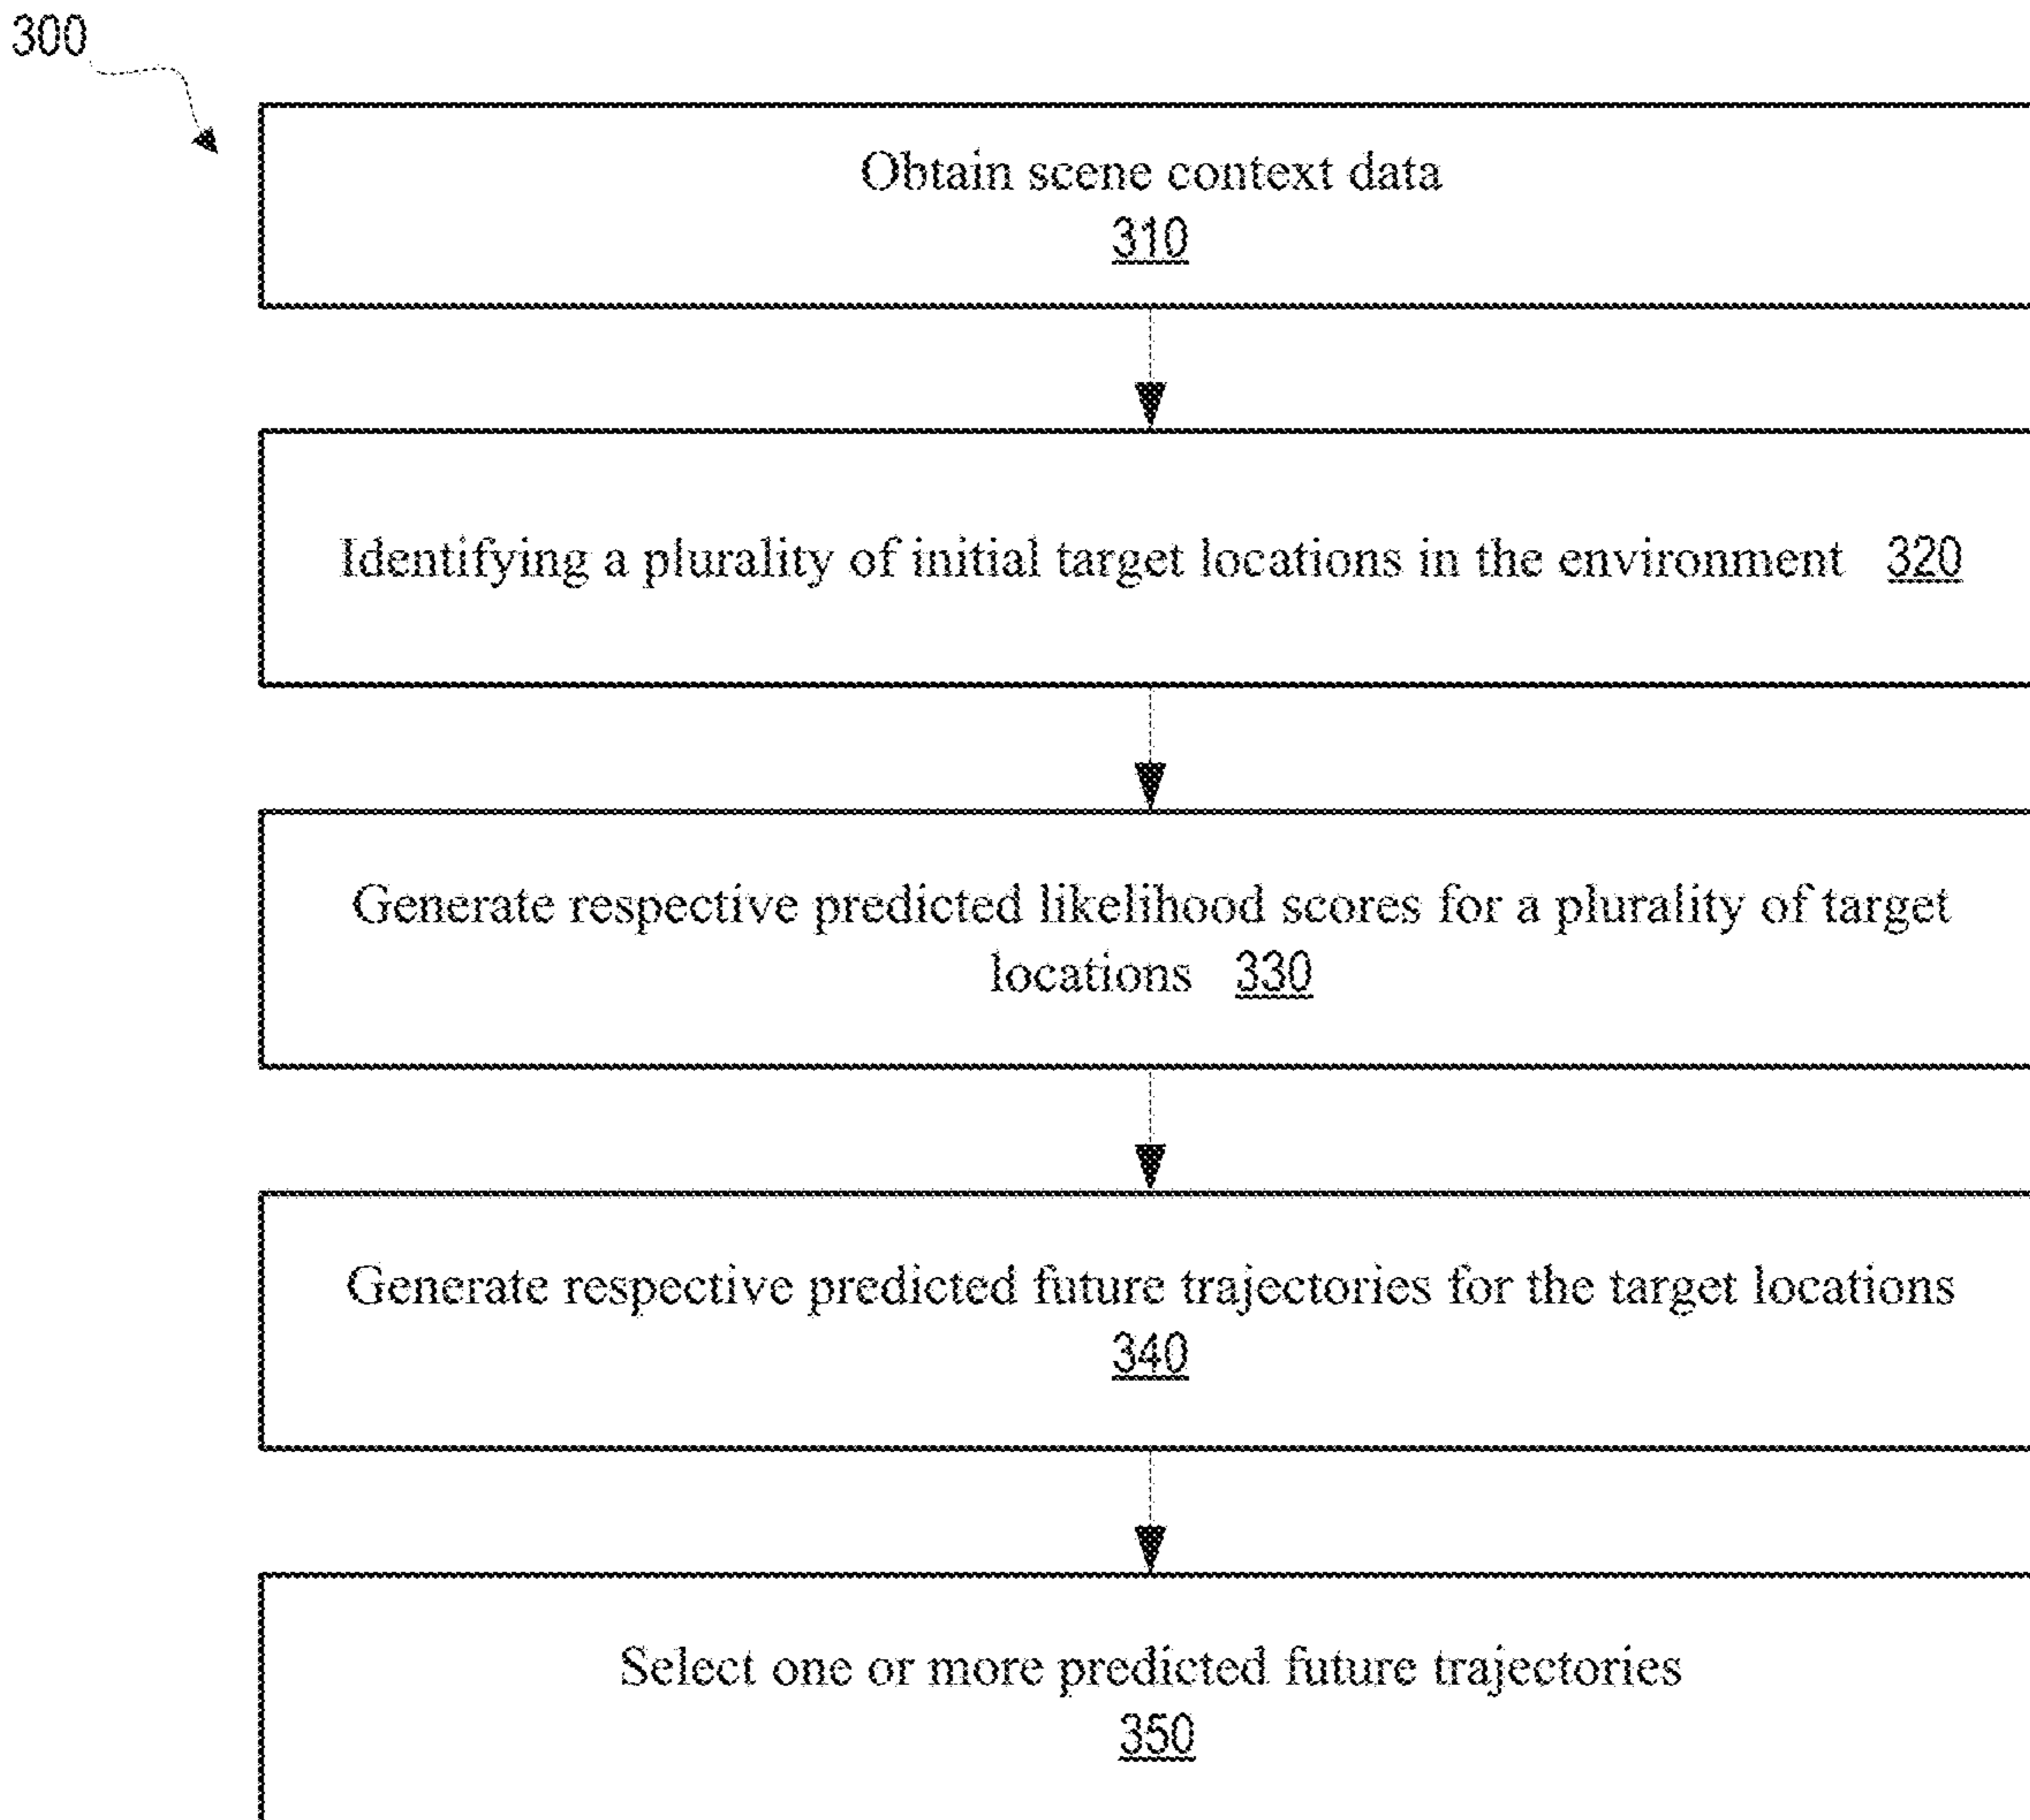 300
Obtain scene context data
310
Identifying a plurality of initial target locations in the environment 320
Generate respective predicted likelihood scores for a plurality of target
locations 330
Generate respective predicted future trajectories for the target locations
340
Select one or more predicted future trajectories
350